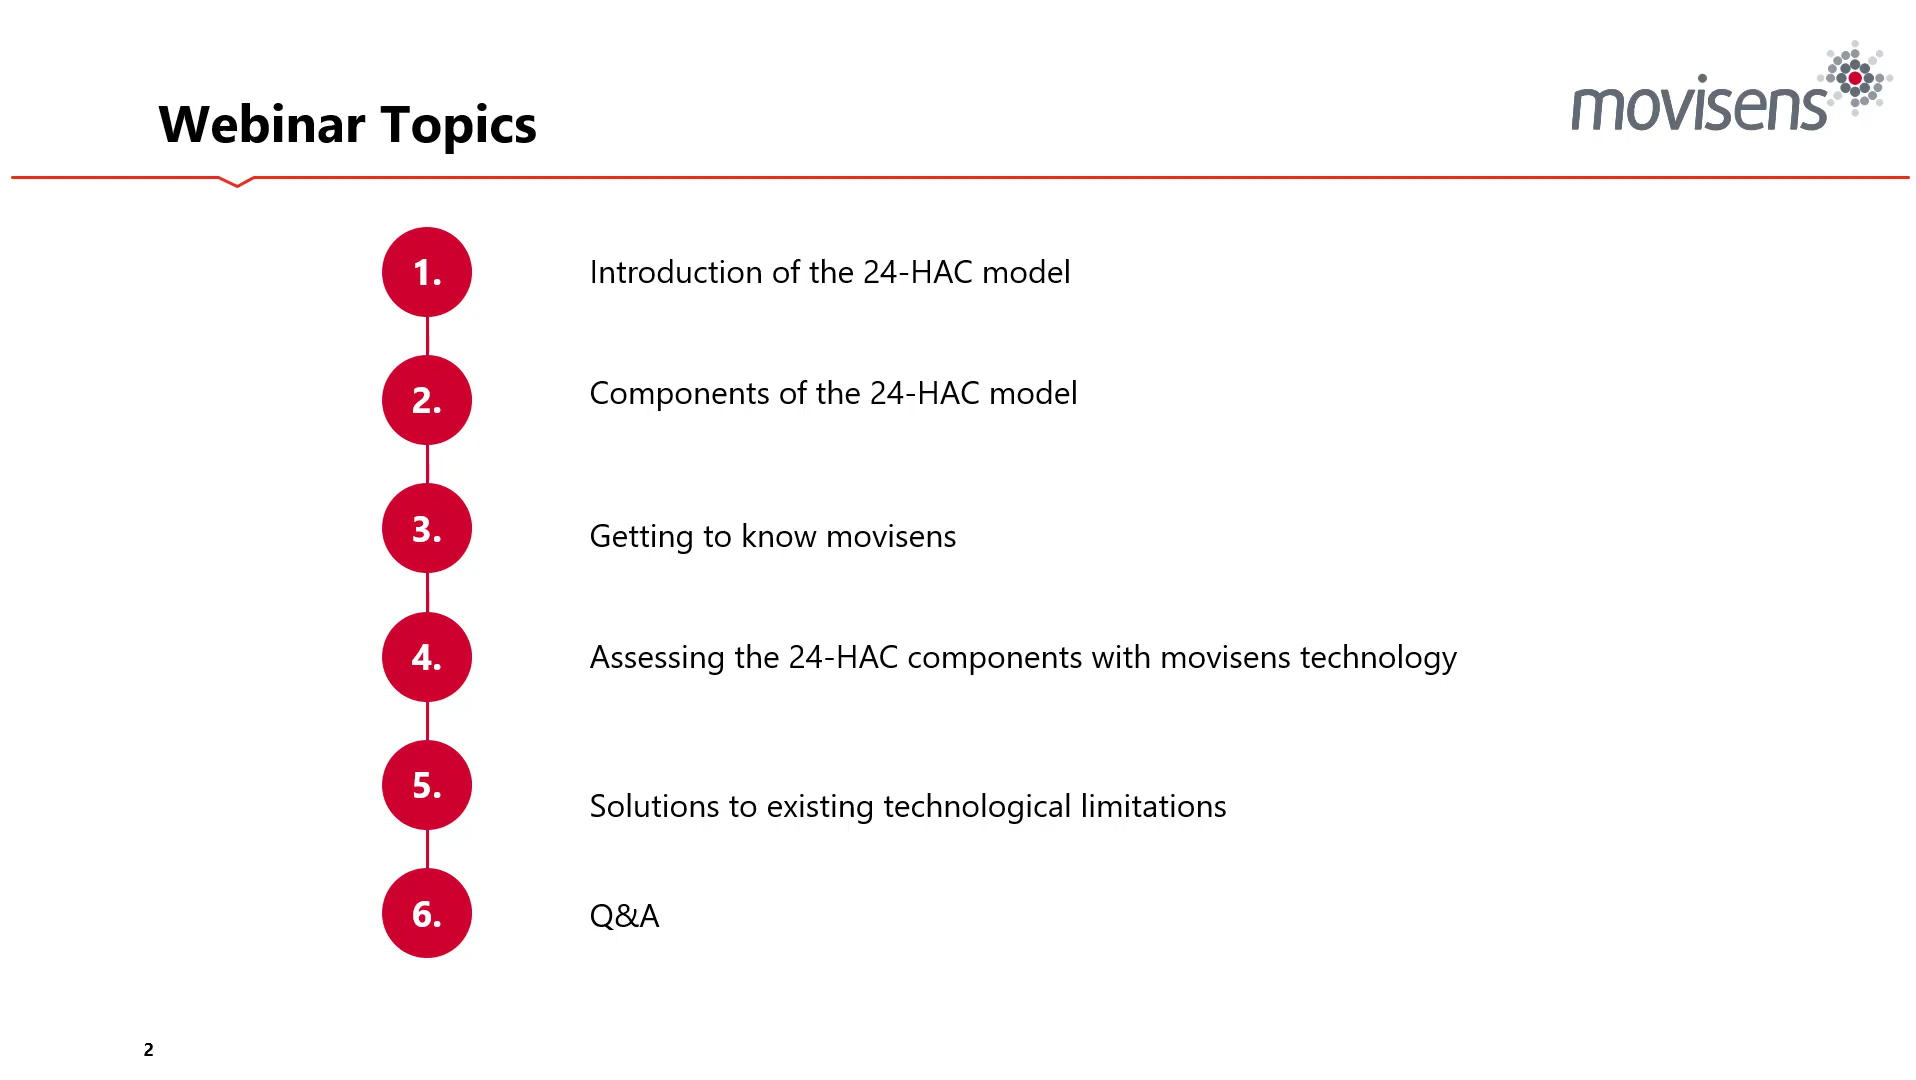 Webinar Topics
movisens
1. Introduction of the 24-HAC model
2. Components of the 24-HAC model
3. Getting to know movisens
4. Assessing the 24-HAC components with movisens technology
5. Solutions to existing technological limitations
6. Q&A
2